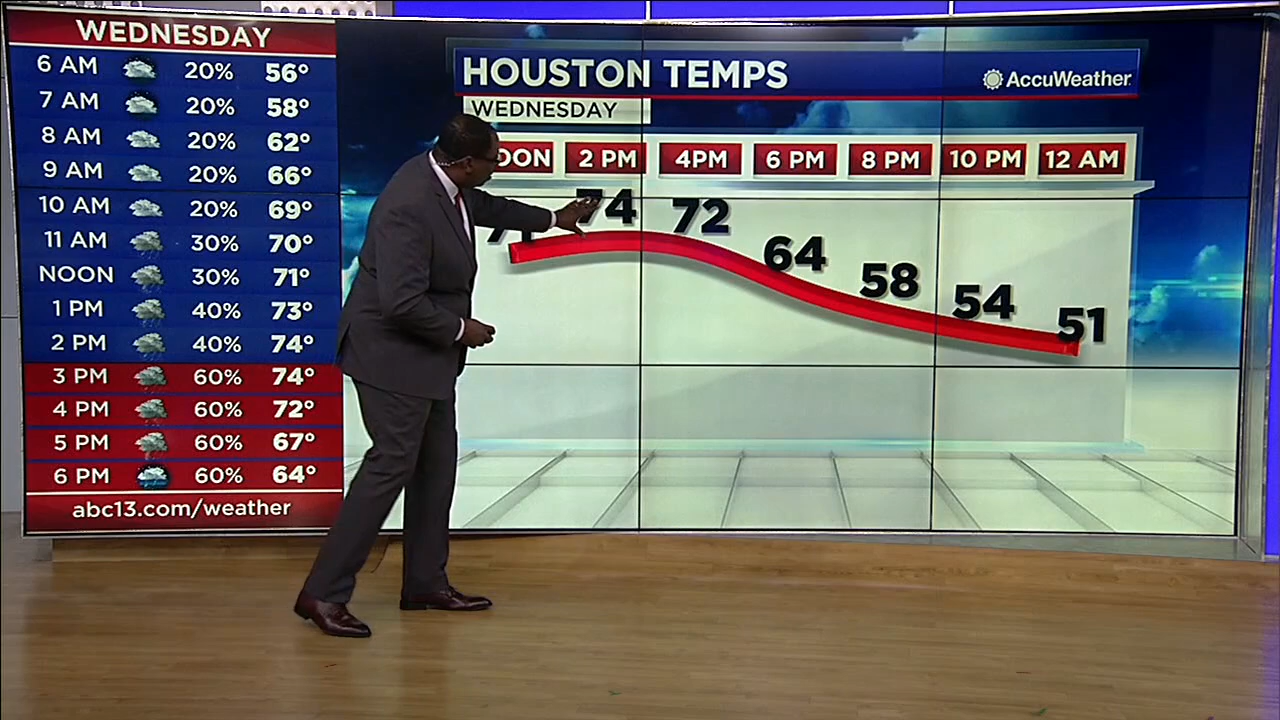 WEDNESDAY
6 AM 20% 56°
7 AM 20% 58°
8 AM 20% 62°
9 AM 20% 66°
10 AM 20% 69°
11 AM 30% 70°
NOON 30% 71°
1 PM 40% 73°
2 PM 40% 74°
3 PM 60% 74°
4 PM 60% 72°
5 PM 60% 67°
6 PM 60% 64°
abc13.com/weather
HOUSTON TEMPS
AccuWeather
WEDNESDAY
OON 2 PM 4PM 6 PM 8 PM 10 PM 12 AM
74 72 64 58 54 51